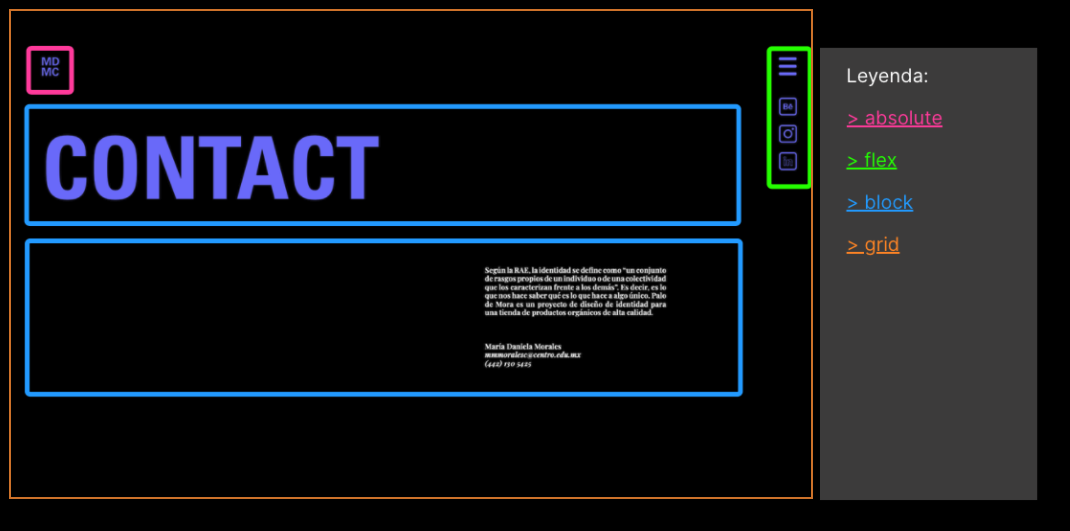 MD
MC
Bē
in
CONTACT
Según la RAE, la identidad se define como "un conjunto
de rasgos propios de un individuo o de una colectividad
que los caracterizan frente a los demás". Es decir, es lo
que nos hace saber qué es lo que hace a algo único. Palo
de Mora es un proyecto de diseño de identidad para
una tienda de productos orgánicos de alta calidad.
María Daniela Morales
mmmoralesc@centro.edu.mx
(442) 130 5425
Leyenda:
> absolute
> flex
> block
> grid